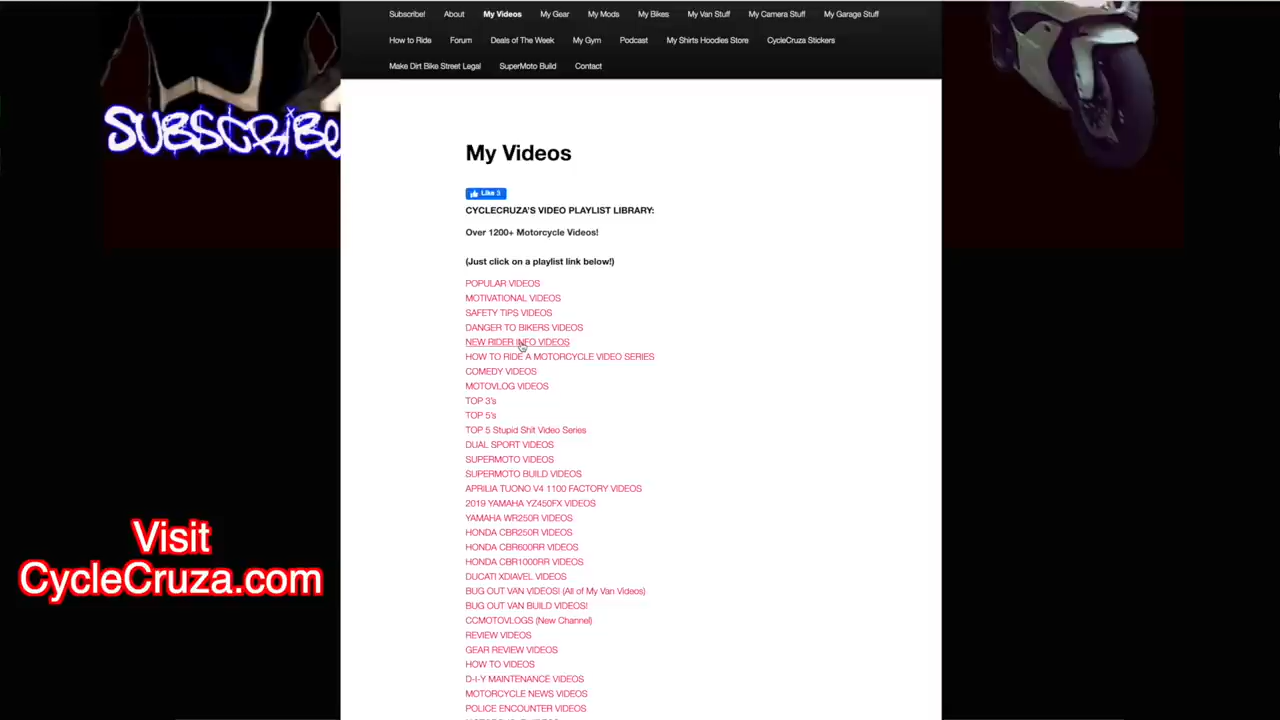 Subscribe! About My Videos My Gear My Mods My Bikes My Van Stuff My Camera Stuff My Garage Stuff
How to Ride Forum Deals of The Week My Gym Podcast My Shirts Hoodies Store CycleCruza Stickers
Make Dirt Bike Street Legal SuperMoto Build Contact
SUBSCRIBE
My Videos
Like 3
CYCLECRUZA'S VIDEO PLAYLIST LIBRARY:
Over 1200+ Motorcycle Videos!
(Just click on a playlist link below!)
POPULAR VIDEOS
MOTIVATIONAL VIDEOS
SAFETY TIPS VIDEOS
DANGER TO BIKERS VIDEOS
NEW RIDER INFO VIDEOS
HOW TO RIDE A MOTORCYCLE VIDEO SERIES
COMEDY VIDEOS
MOTOVLOG VIDEOS
TOP 3's
TOP 5's
TOP 5 Stupid Shit Video Series
DUAL SPORT VIDEOS
SUPERMOTO VIDEOS
SUPERMOTO BUILD VIDEOS
APRILIA TUONO V4 1100 FACTORY VIDEOS
2019 YAMAHA YZ450FX VIDEOS
YAMAHA WR250R VIDEOS
HONDA CBR250R VIDEOS
HONDA CBR600RR VIDEOS
HONDA CBR1000RR VIDEOS
DUCATI XDIAVEL VIDEOS
BUG OUT VAN VIDEOS! (All of My Van Videos)
BUG OUT VAN BUILD VIDEOS!
CCMOTOVLOGS (New Channel)
REVIEW VIDEOS
GEAR REVIEW VIDEOS
HOW TO VIDEOS
D-I-Y MAINTENANCE VIDEOS
MOTORCYCLE NEWS VIDEOS
POLICE ENCOUNTER VIDEOS
Visit
CycleCruza.com